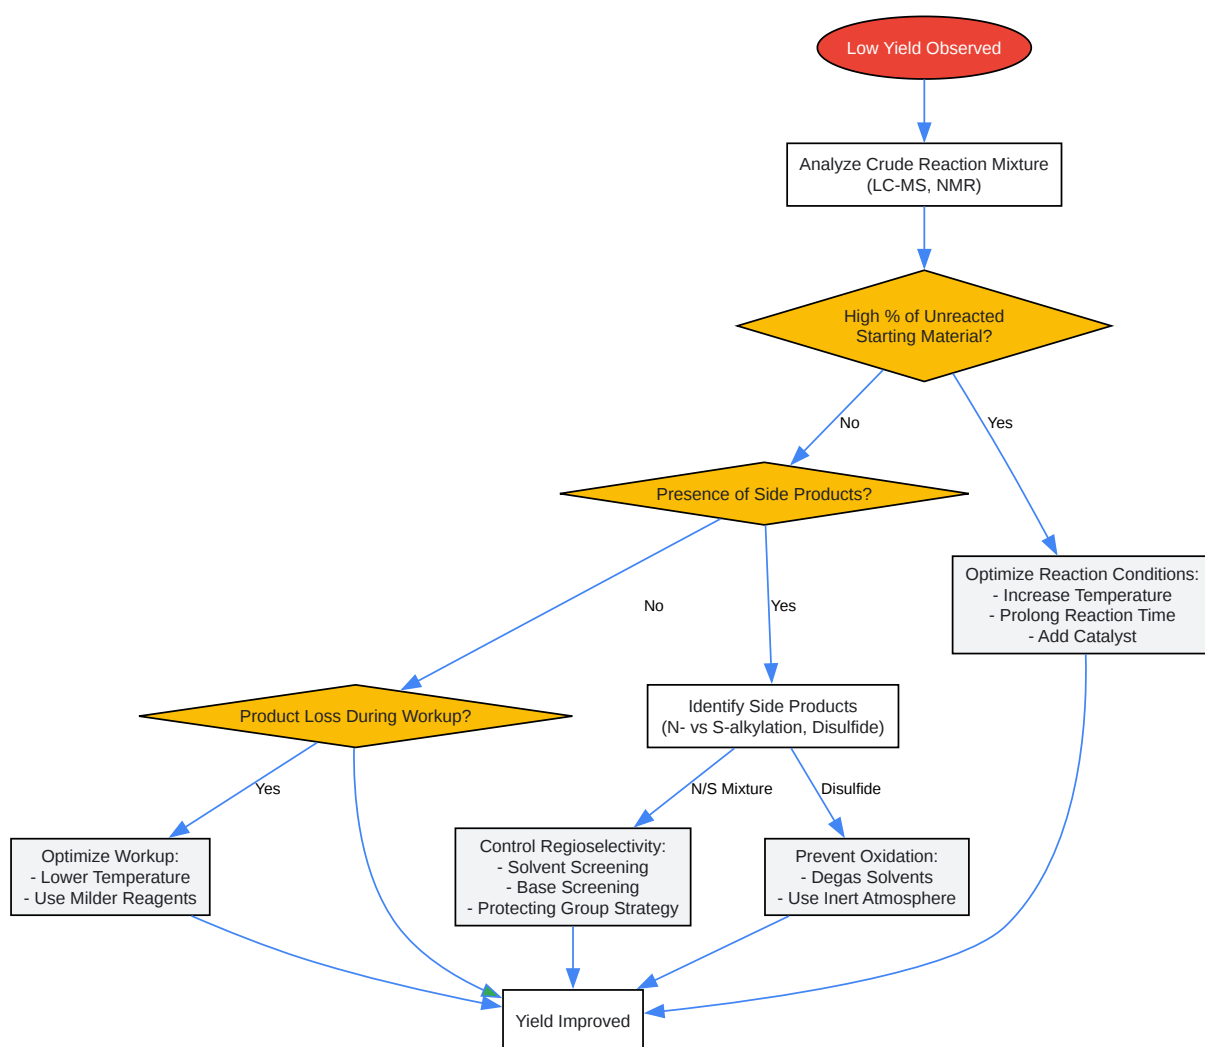 Low Yield Observed
Analyze Crude Reaction Mixture
(LC-MS, NMR)
High % of Unreacted
Starting Material?
No
Yes
Presence of Side Products?
Optimize Reaction Conditions:
- Increase Temperature
- Prolong Reaction Time
- Add Catalyst
No
Yes
Product Loss During Workup?
Identify Side Products
(N- vs S-alkylation, Disulfide)
Yes
N/S Mixture
Disulfide
Optimize Workup:
- Lower Temperature
- Use Milder Reagents
Control Regioselectivity:
- Solvent Screening
- Base Screening
- Protecting Group Strategy
Prevent Oxidation:
- Degas Solvents
- Use Inert Atmosphere
Yield Improved